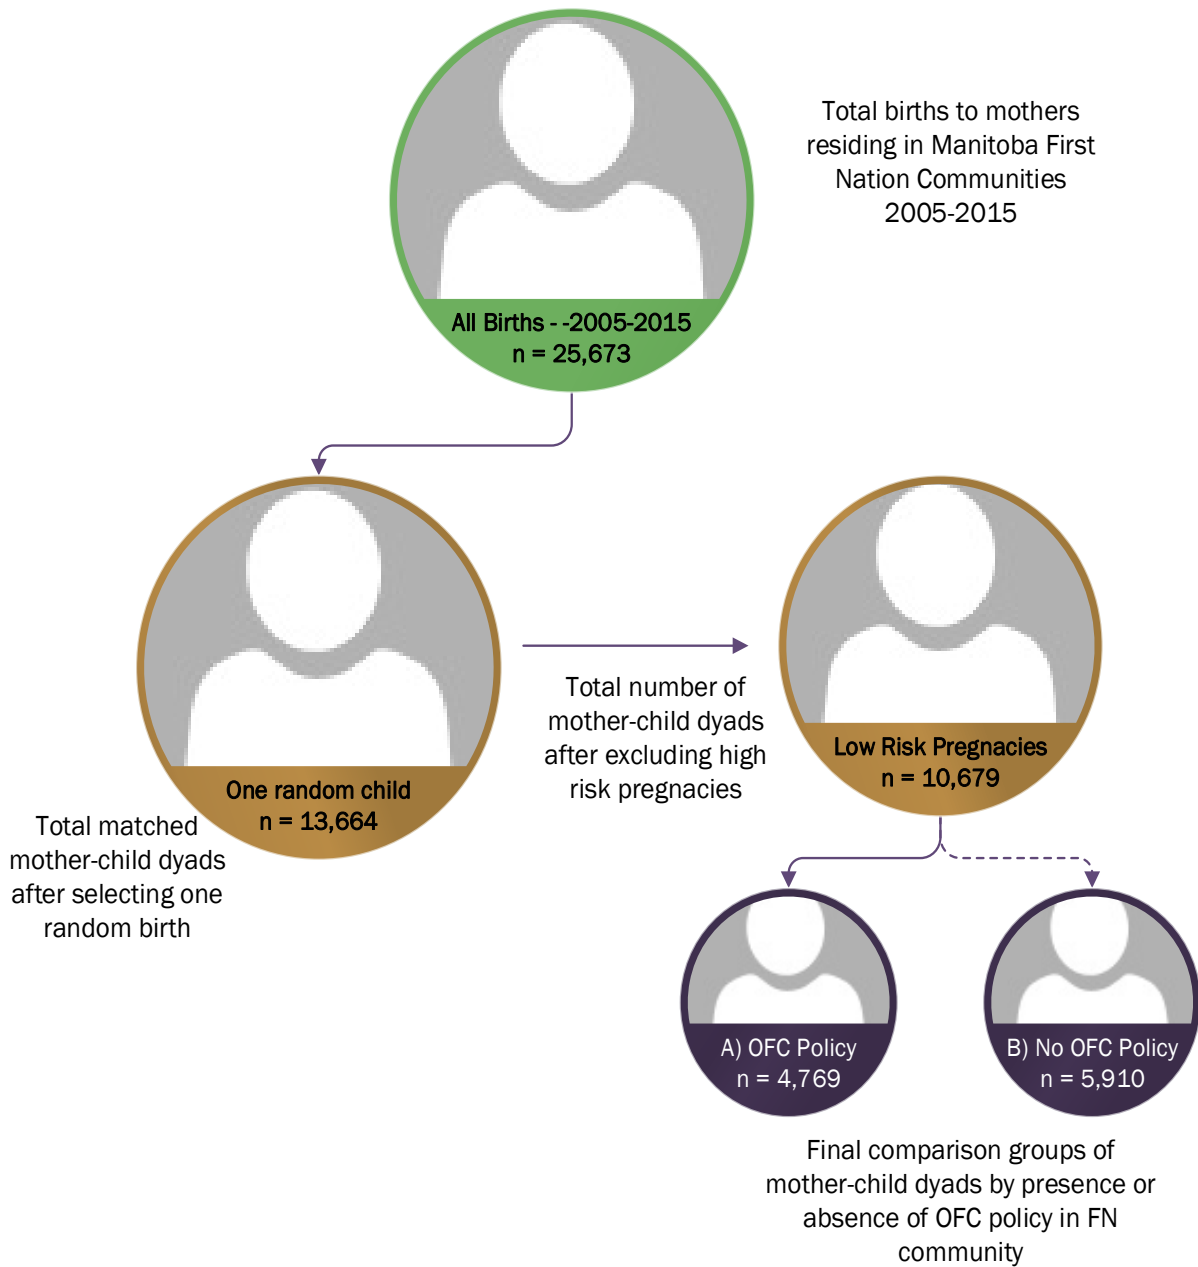 Total births to mothers
residing in Manitoba First
Nation Communities
2005-2015
All Births - -2005-2015
n = 25,673
One random child
n = 13,664
Total matched
mother-child dyads
after selecting one
random birth
Total number of
mother-child dyads
after excluding high
risk pregnancies
Low Risk Pregnacies
n = 10,679
A) OFC Policy
n = 4,769
B) No OFC Policy
n = 5,910
Final comparison groups of
mother-child dyads by presence or
absence of OFC policy in FN
community